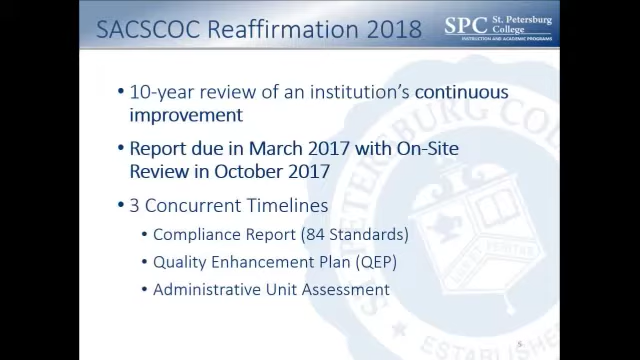 SACSCOC Reaffirmation 2018
SPC St. Petersburg
College
INSTRUCTION AND ACADEMIC PROGRAMS
• 10-year review of an institution's continuous
improvement
• Report due in March 2017 with On-Site
Review in October 2017
• 3 Concurrent Timelines
• Compliance Report (84 Standards)
• Quality Enhancement Plan (QEP)
• Administrative Unit Assessment
5